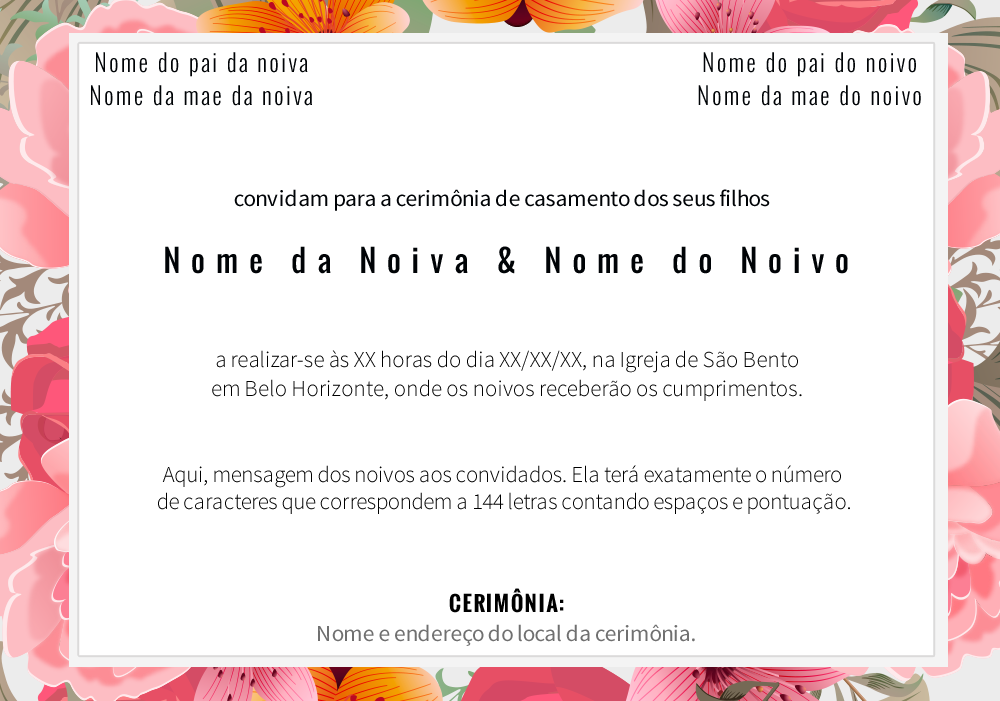 Nome do pai da noiva
Nome da mae da noiva
Nome do pai do noivo
Nome da mae do noivo
convidam para a cerimônia de casamento dos seus filhos
Nome da Noiva & Nome do Noivo
a realizar-se às XX horas do dia XX/XX/XX, na Igreja de São Bento
em Belo Horizonte, onde os noivos receberão os cumprimentos.
Aqui, mensagem dos noivos aos convidados. Ela terá exatamente o número
de caracteres que correspondem a 144 letras contando espaços e pontuação.
CERIMÔNIA:
Nome e endereço do local da cerimônia.